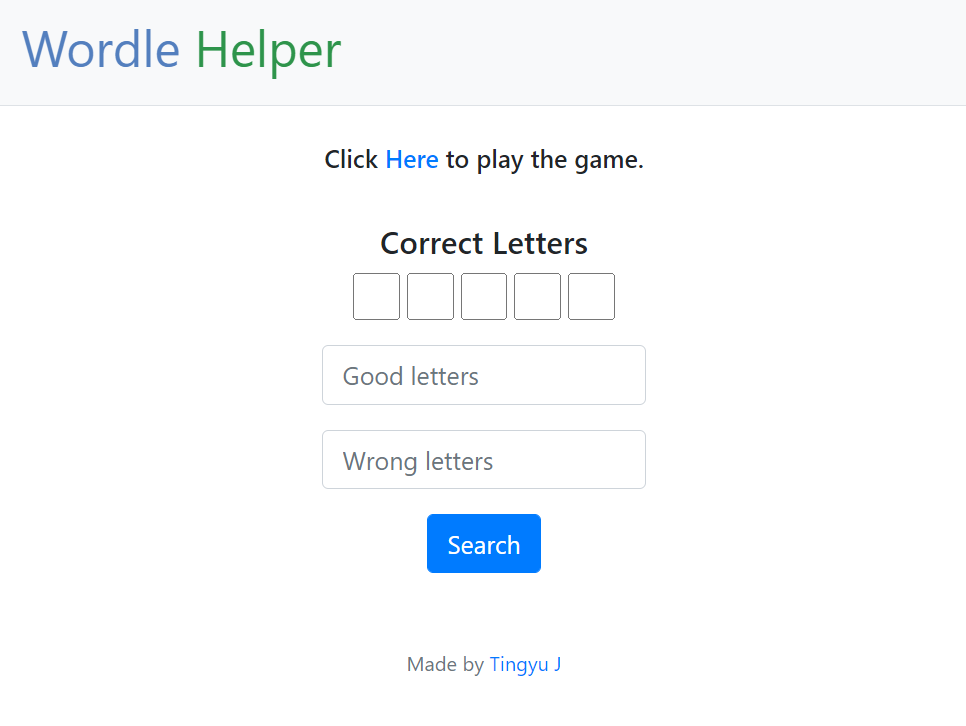 Wordle Helper
Click Here to play the game.
Correct Letters
Good letters
Wrong letters
Search
Made by Tingyu J